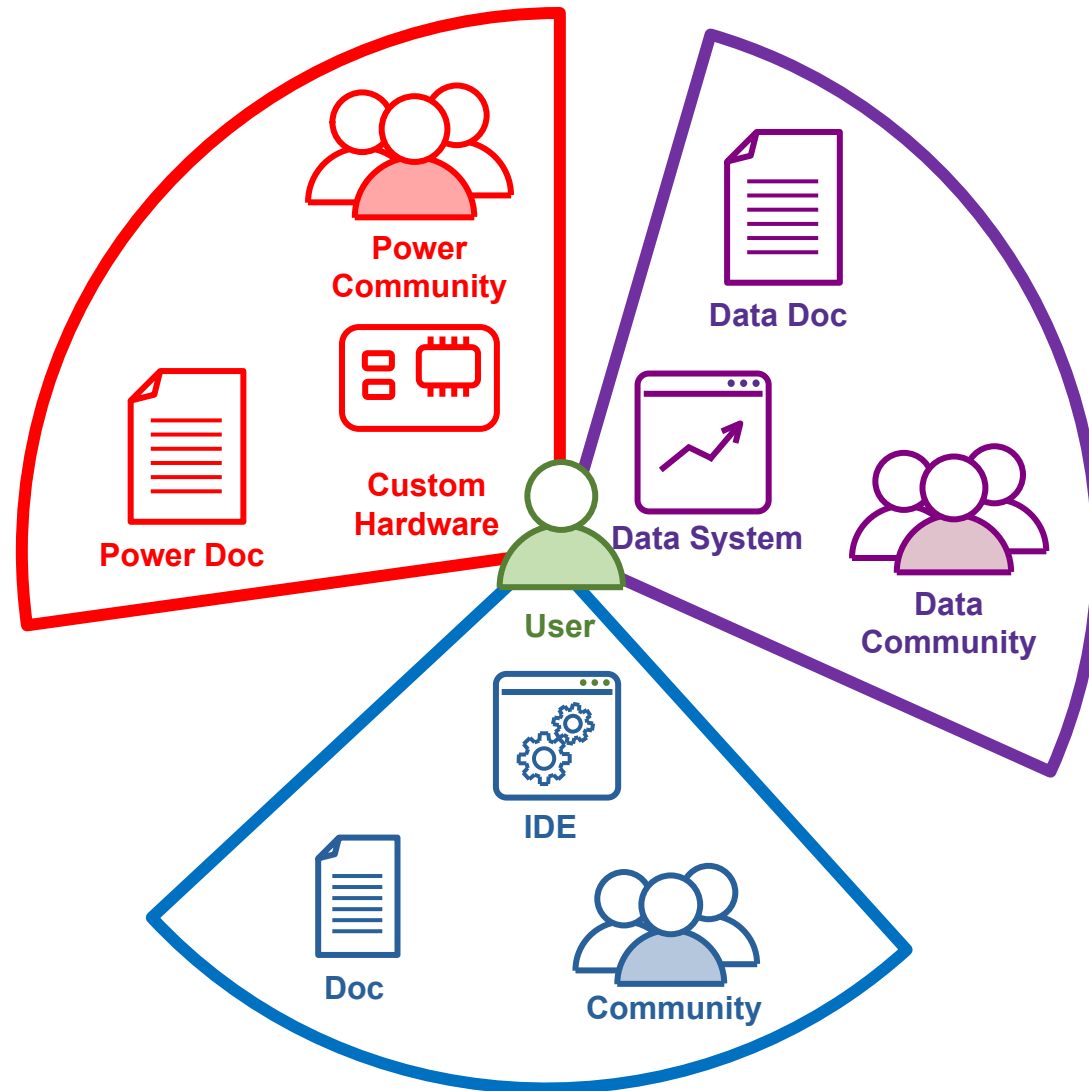 Power
Community
Custom
Hardware
Power Doc
Data Doc
Data System
Data
Community
User
IDE
Doc
Community